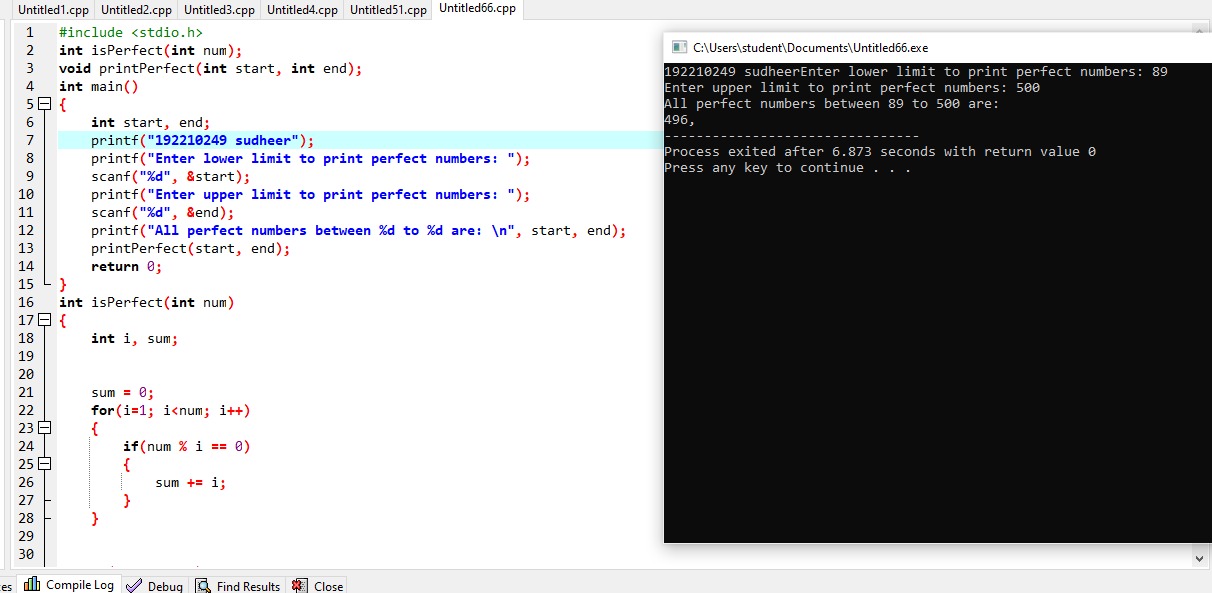 Untitled1.cpp Untitled2.cpp Untitled3.cpp Untitled4.cpp Untitled51.cpp Untitled66.cpp
1 #include <stdio.h>
2 int isPerfect(int num);
3 void printPerfect(int start, int end);
4 int main()
5 {
6 int start, end;
7 printf("192210249 sudheer");
8 printf("Enter lower limit to print perfect numbers: ");
9 scanf("%d", &start);
10 printf("Enter upper limit to print perfect numbers: ");
11 scanf("%d", &end);
12 printf("All perfect numbers between %d to %d are: \n", start, end);
13 printPerfect(start, end);
14 return 0;
15 }
16 int isPerfect(int num)
17 {
18 int i, sum;
19
20
21 sum = 0;
22 for(i=1; i<num; i++)
23 {
24 if(num % i == 0)
25 {
26 sum += i;
27 }
28 }
29
30
C:\Users\student\Documents\Untitled66.exe
192210249 sudheerEnter lower limit to print perfect numbers: 89
Enter upper limit to print perfect numbers: 500
All perfect numbers between 89 to 500 are:
496,
--------------------------------
Process exited after 6.873 seconds with return value 0
Press any key to continue . . .
es Compile Log Debug Find Results Close